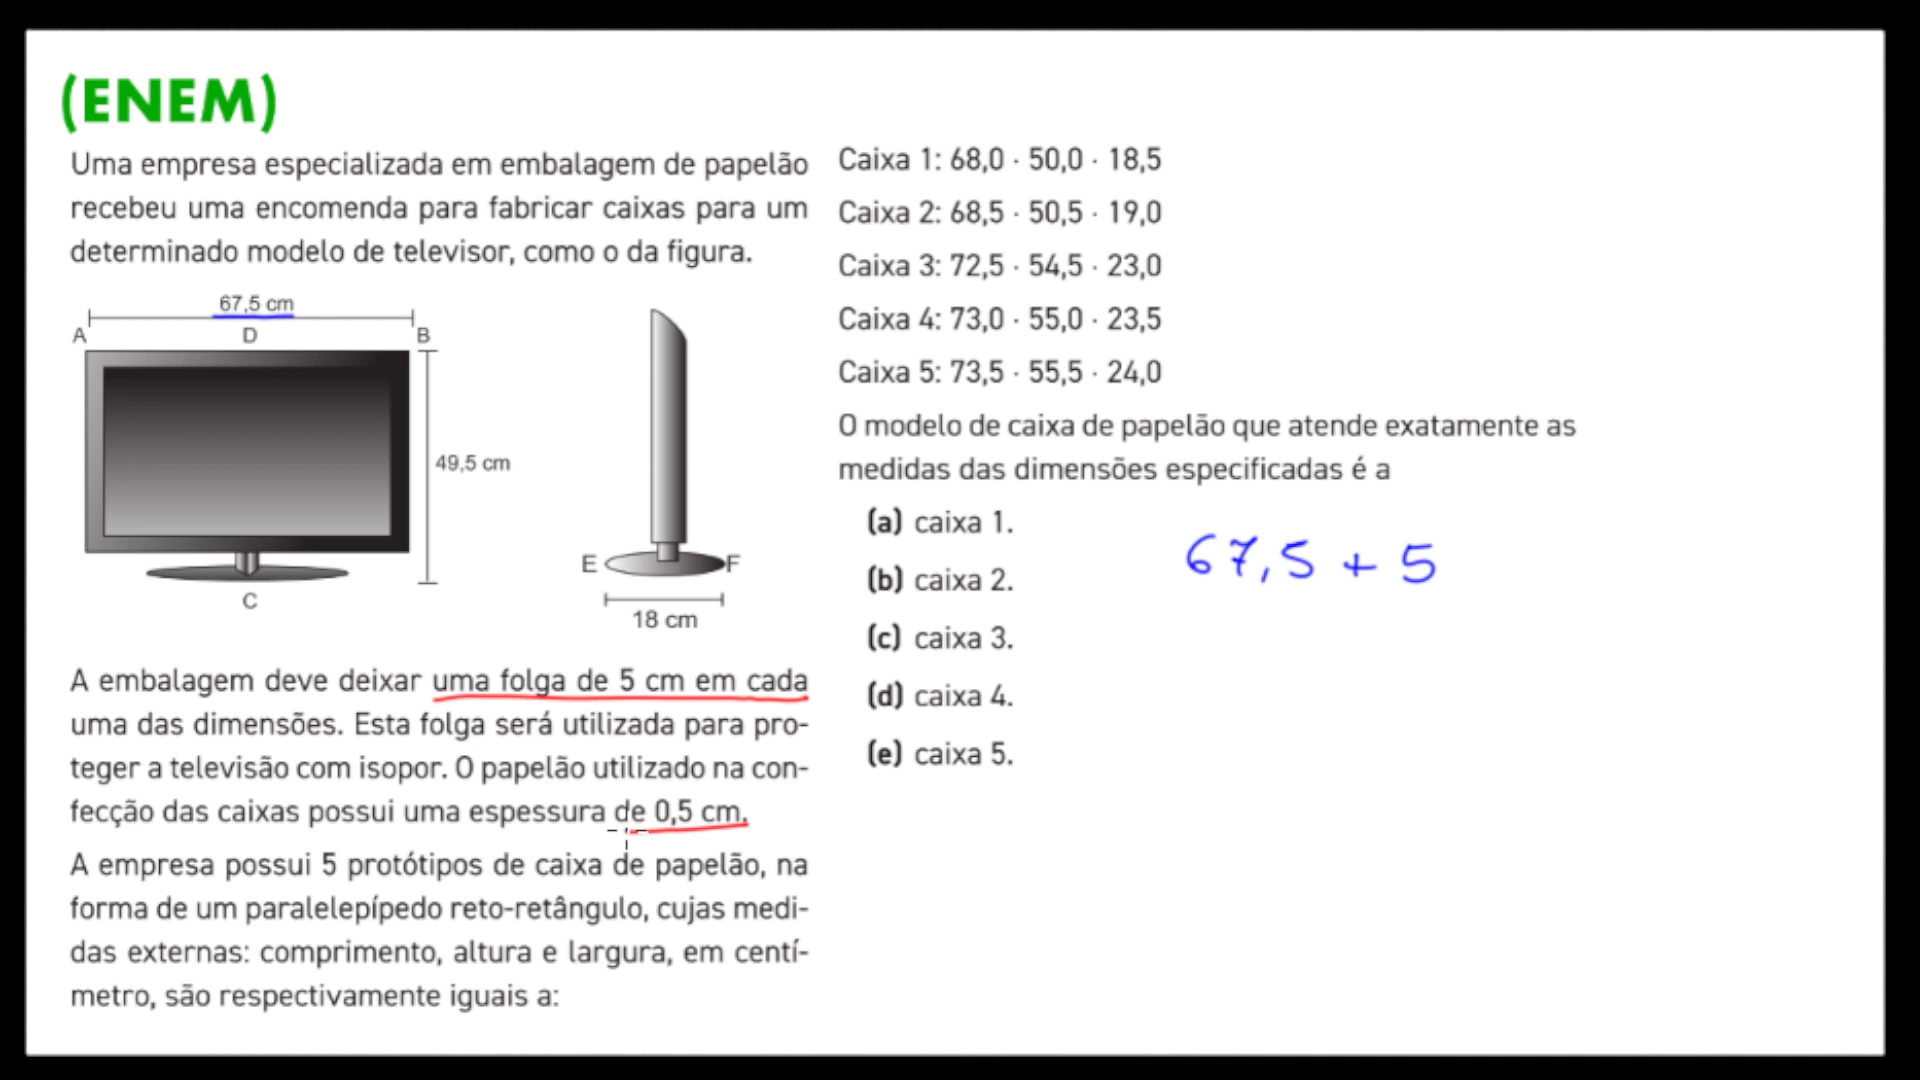 (ENEM)
Uma empresa especializada em embalagem de papelão
recebeu uma encomenda para fabricar caixas para um
determinado modelo de televisor, como o da figura.
67,5 cm
A
D
B
49,5 cm
C
E
F
18 cm
A embalagem deve deixar uma folga de 5 cm em cada
uma das dimensões. Esta folga será utilizada para pro-
teger a televisão com isopor. O papelão utilizado na con-
fecção das caixas possui uma espessura de 0,5 cm.
A empresa possui 5 protótipos de caixa de papelão, na
forma de um paralelepípedo reto-retângulo, cujas medi-
das externas: comprimento, altura e largura, em centí-
metro, são respectivamente iguais a:
Caixa 1: 68,0 · 50,0 · 18,5
Caixa 2: 68,5 · 50,5 · 19,0
Caixa 3: 72,5 · 54,5 · 23,0
Caixa 4: 73,0 · 55,0 · 23,5
Caixa 5: 73,5 · 55,5 · 24,0
O modelo de caixa de papelão que atende exatamente as
medidas das dimensões especificadas é a
(a) caixa 1.
(b) caixa 2.
(c) caixa 3.
(d) caixa 4.
(e) caixa 5.
67,5 + 5